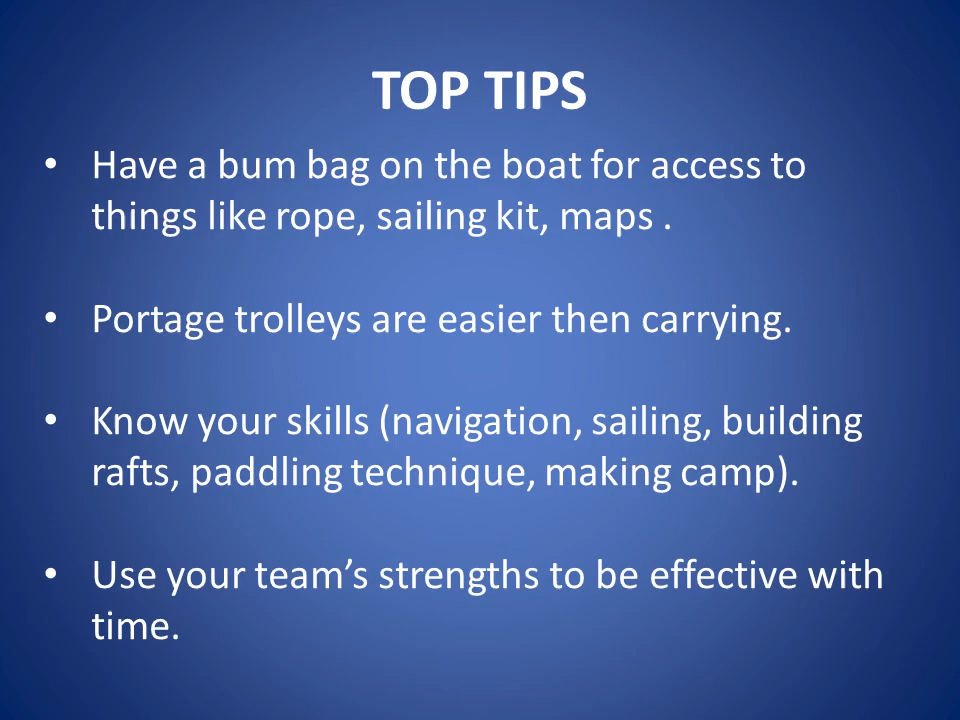 TOP TIPS
• Have a bum bag on the boat for access to
things like rope, sailing kit, maps .
• Portage trolleys are easier then carrying.
• Know your skills (navigation, sailing, building
rafts, paddling technique, making camp).
• Use your team’s strengths to be effective with
time.